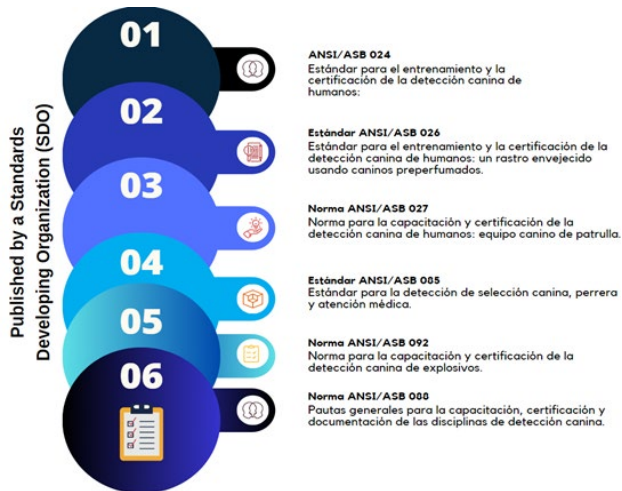 Published by a Standards
Developing Organization (SDO)
01
ANSI/ASB 024
Estándar para el entrenamiento y la
certificación de la detección canina de
humanos:
02
Estándar ANSI/ASB 026
Estándar para el entrenamiento y la certificación de la
detección canina de humanos: un rastro envejecido
usando caninos preperfumados.
03
Norma ANSI/ASB 027
Norma para la capacitación y certificación de la
detección canina de humanos: equipo canino de patrulla.
04
Estándar ANSI/ASB 085
Estándar para la detección de selección canina, perrera
y atención médica.
05
Norma ANSI/ASB 092
Norma para la capacitación y certificación de la
detección canina de explosivos.
06
Norma ANSI/ASB 088
Pautas generales para la capacitación, certificación y
documentación de las disciplinas de detección canina.